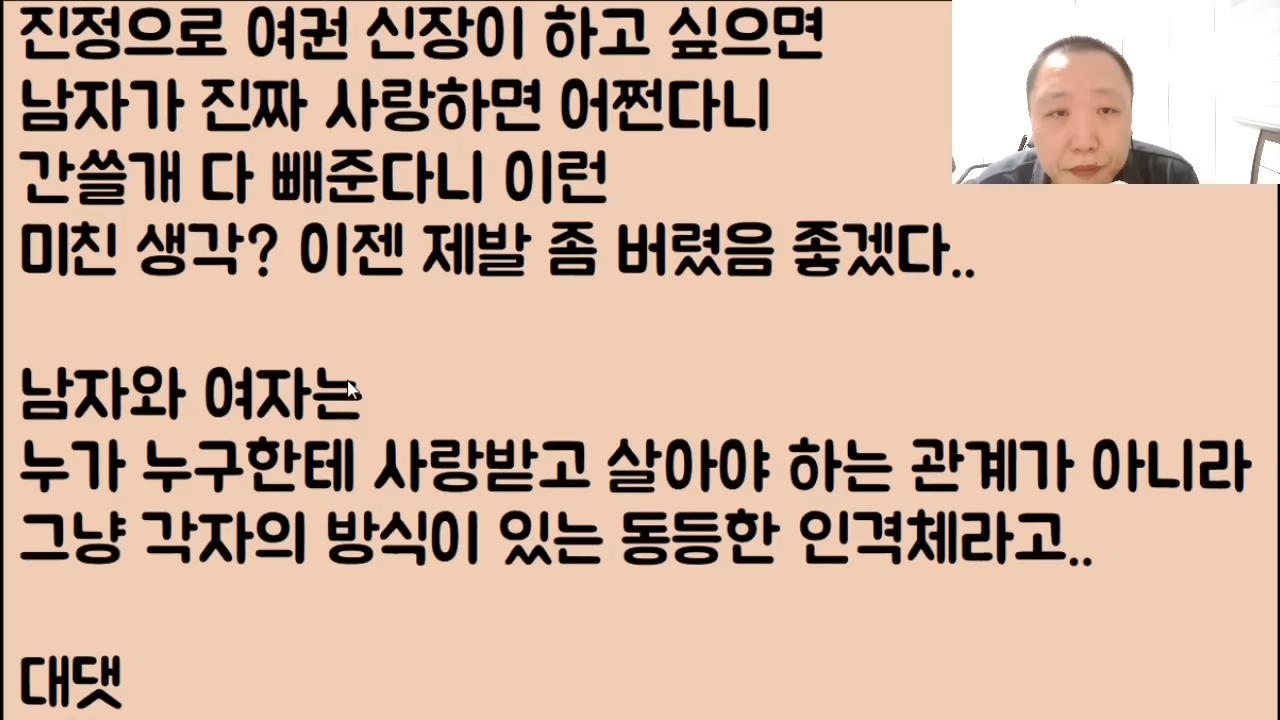 진정으로 여권 신장이 하고 싶으면
남자가 진짜 사랑하면 어쩐다니
간쓸개 다 빼준다니 이런
미친 생각? 이젠 제발 좀 버렸음 좋겠다..
남자와 여자는
누가 누구한테 사랑받고 살아야 하는 관계가 아니라
그냥 각자의 방식이 있는 동등한 인격체라고..
대댓